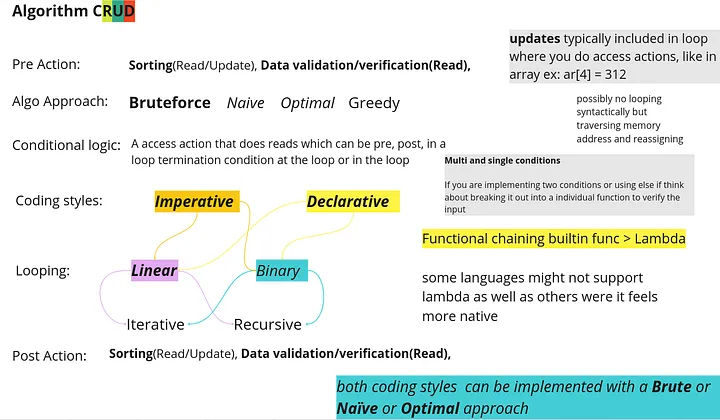 Algorithm CRUD
updates typically included in loop
where you do access actions, like in
array ex: ar[4] = 312
Pre Action: Sorting(Read/Update), Data validation/verification(Read),
Algo Approach: Bruteforce Naive Optimal Greedy
possibly no looping
syntactically but
traversing memory
address and reassigning
Conditional logic: A access action that does reads which can be pre, post, in a
loop termination condition at the loop or in the loop
Multi and single conditions
If you are implementing two conditions or using else if think
about breaking it out into a individual function to verify the
input
Coding styles: Imperative Declarative
Functional chaining builtin func > Lambda
Looping: Linear Binary
some languages might not support
lambda as well as others were it feels
more native
Iterative Recursive
Post Action: Sorting(Read/Update), Data validation/verification(Read),
both coding styles can be implemented with a Brute or
Naïve or Optimal approach